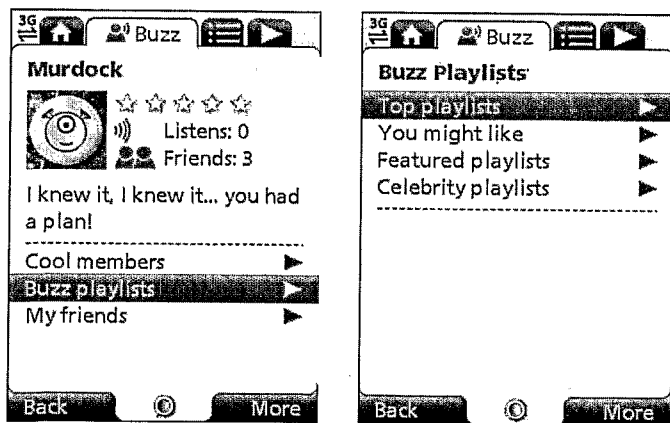 3G
Buzz
Murdock
Listens: 0
Friends: 3
I knew it, I knew it... you had
a plan!
Cool members
Buzz playlists
My friends
Back
More
3G
Buzz
Buzz Playlists
Top playlists
You might like
Featured playlists
Celebrity playlists
Back
More